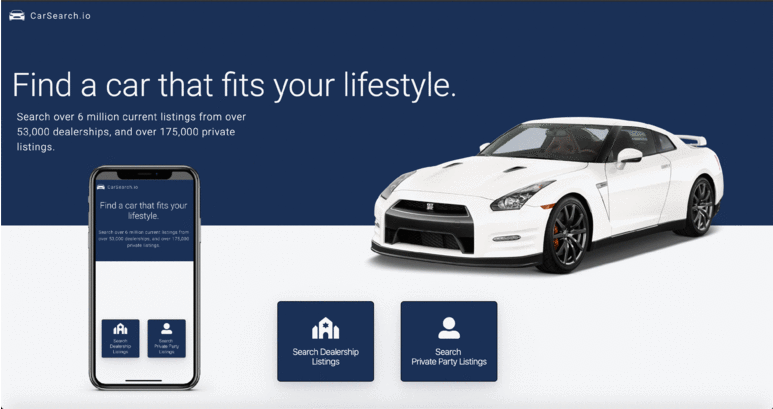 CarSearch.io
Find a car that fits your lifestyle.
Search over 6 million current listings from over
53,000 dealerships, and over 175,000 private
listings.
CarSearch.io
Find a car that fits your
lifestyle.
Search over 6 million current listings from
over 53,000 dealerships, and over 175,000
private listings.
Search
Dealership
Listings
Search
Private Party
Listings
Search Dealership
Listings
Search
Private Party Listings